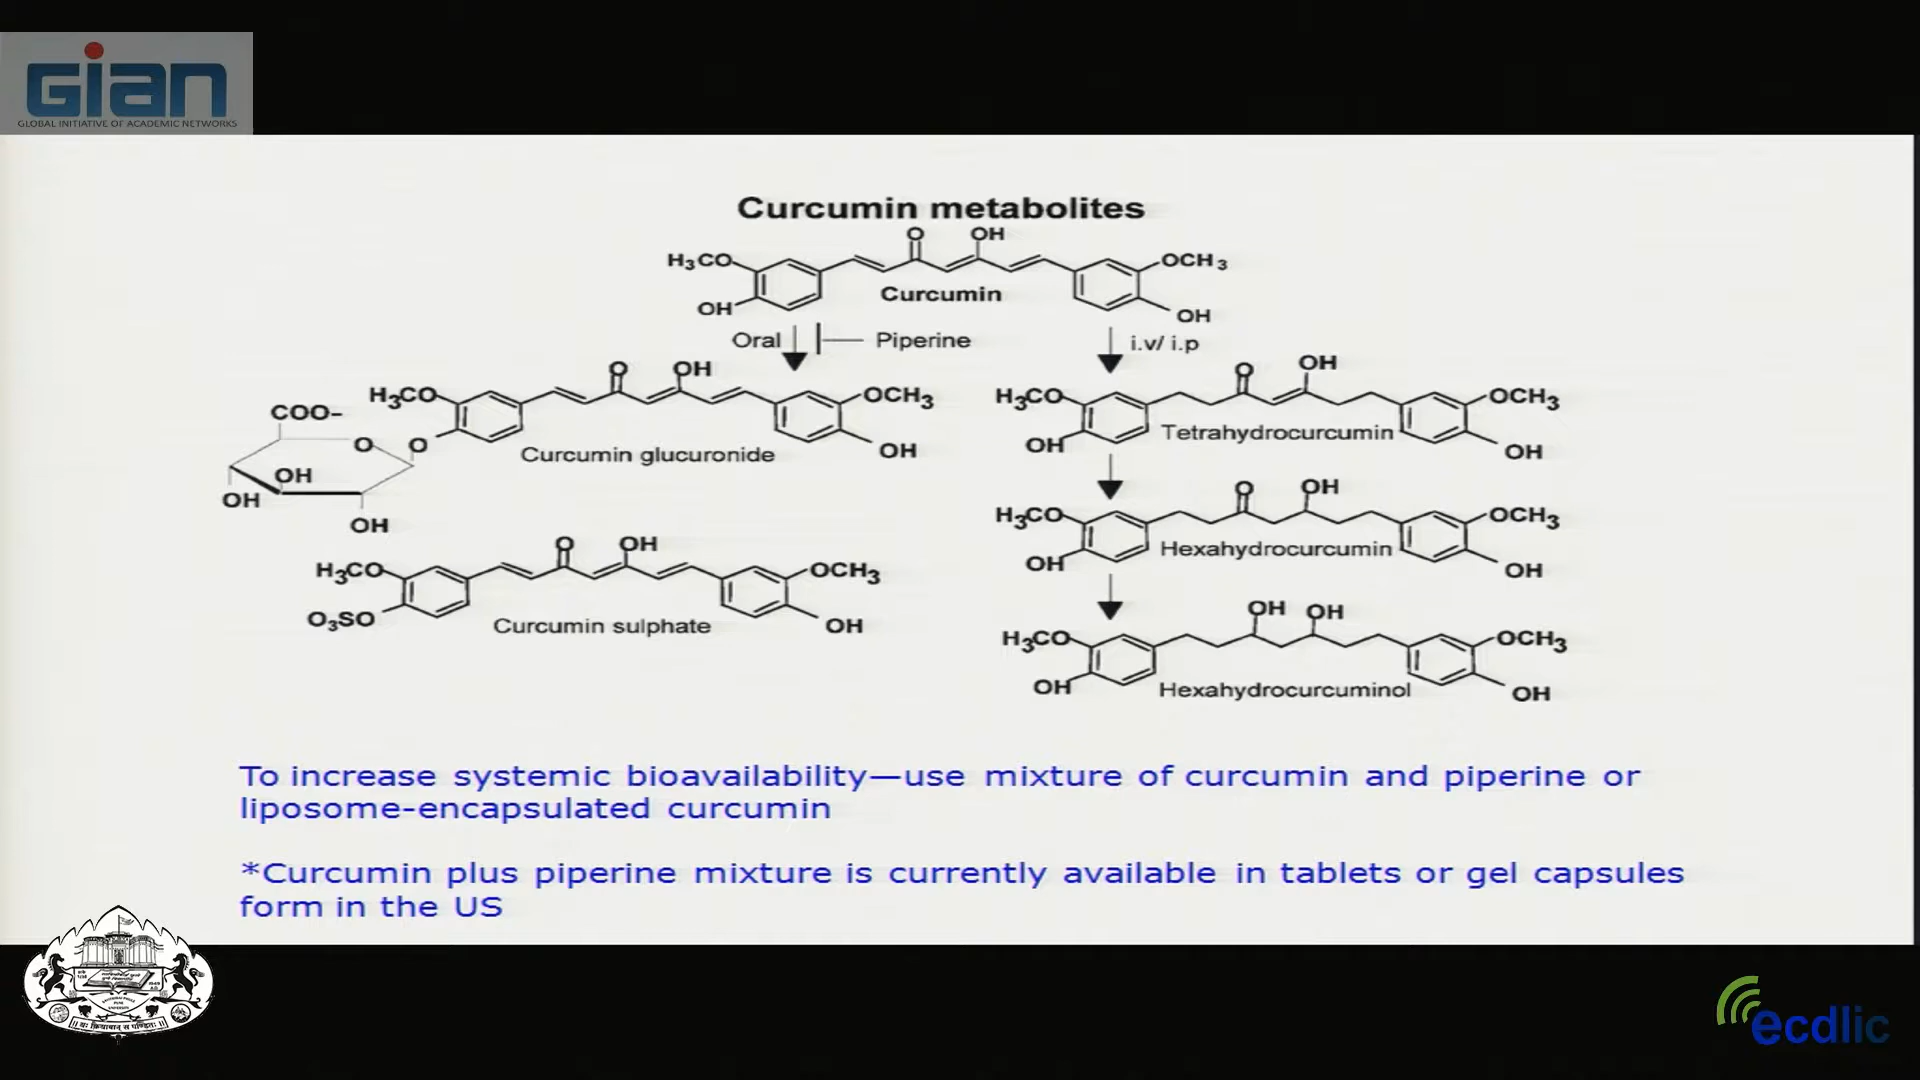 GIAN
GLOBAL INITIATIVE OF ACADEMIC NETWORKS
Curcumin metabolites
O OH
H3CO OCH3
Curcumin
OH OH
Oral Piperine i.v/ i.p
O OH O OH
COO- H3CO OCH3 H3CO OCH3
O O Curcumin glucuronide OH OH Tetrahydrocurcumin OH
OH
OH
OH
O OH
H3CO OCH3
Hexahydrocurcumin
OH OH
O OH
H3CO OCH3
O3SO Curcumin sulphate OH
OH OH
H3CO OCH3
OH Hexahydrocurcuminol OH
To increase systemic bioavailability—use mixture of curcumin and piperine or
liposome-encapsulated curcumin
*Curcumin plus piperine mixture is currently available in tablets or gel capsules
form in the US
ecdlic